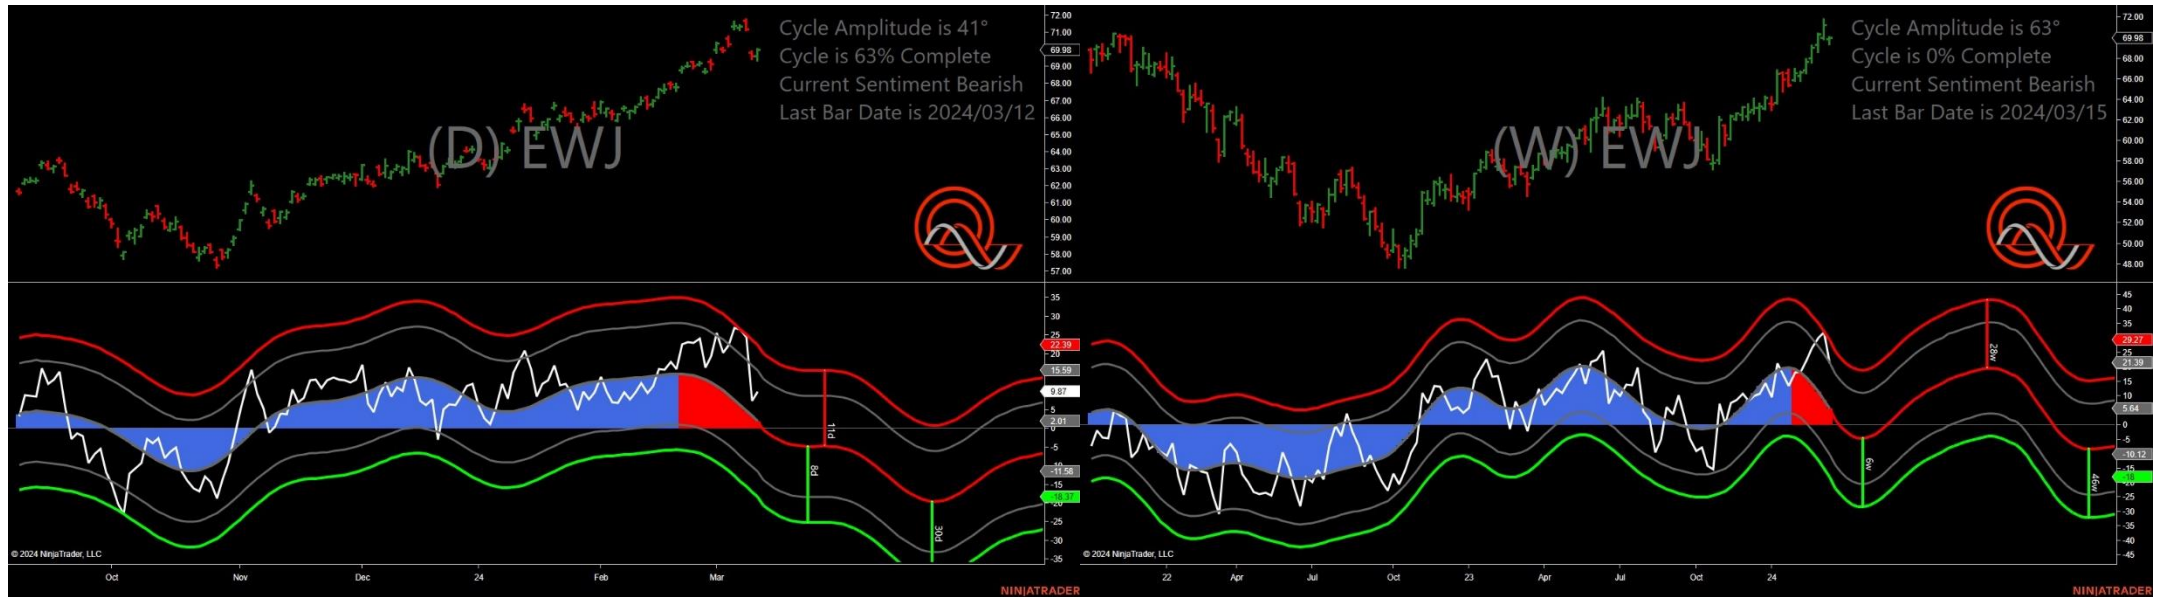 Cycle Amplitude is 41°
Cycle is 63% Complete
Current Sentiment Bearish
Last Bar Date is 2024/03/12
(D) EWJ
72.00
71.00
69.98
69.00
68.00
67.00
66.00
65.00
64.00
63.00
62.00
61.00
60.00
59.00
58.00
57.00
35
30
25
22.39
20
15.59
9.87
5
2.01
0
-5
-11.58
-15
-18.37
-20
-25
-30
-35
11d
8d
30d
© 2024 NinjaTrader, LLC
Oct
Nov
Dec
24
Feb
Mar
NINJATRADER
Cycle Amplitude is 63°
Cycle is 0% Complete
Current Sentiment Bearish
Last Bar Date is 2024/03/15
(W) EWJ
72.00
69.98
68.00
66.00
64.00
62.00
60.00
58.00
56.00
54.00
52.00
50.00
48.00
45
40
35
29.27
25
21.39
15
10
5.64
0
-5
-10.12
-15
-18
-25
-30
-35
-40
-45
28w
6w
46w
© 2024 NinjaTrader, LLC
22
Apr
Jul
Oct
23
Apr
Jul
Oct
24
NINJATRADER